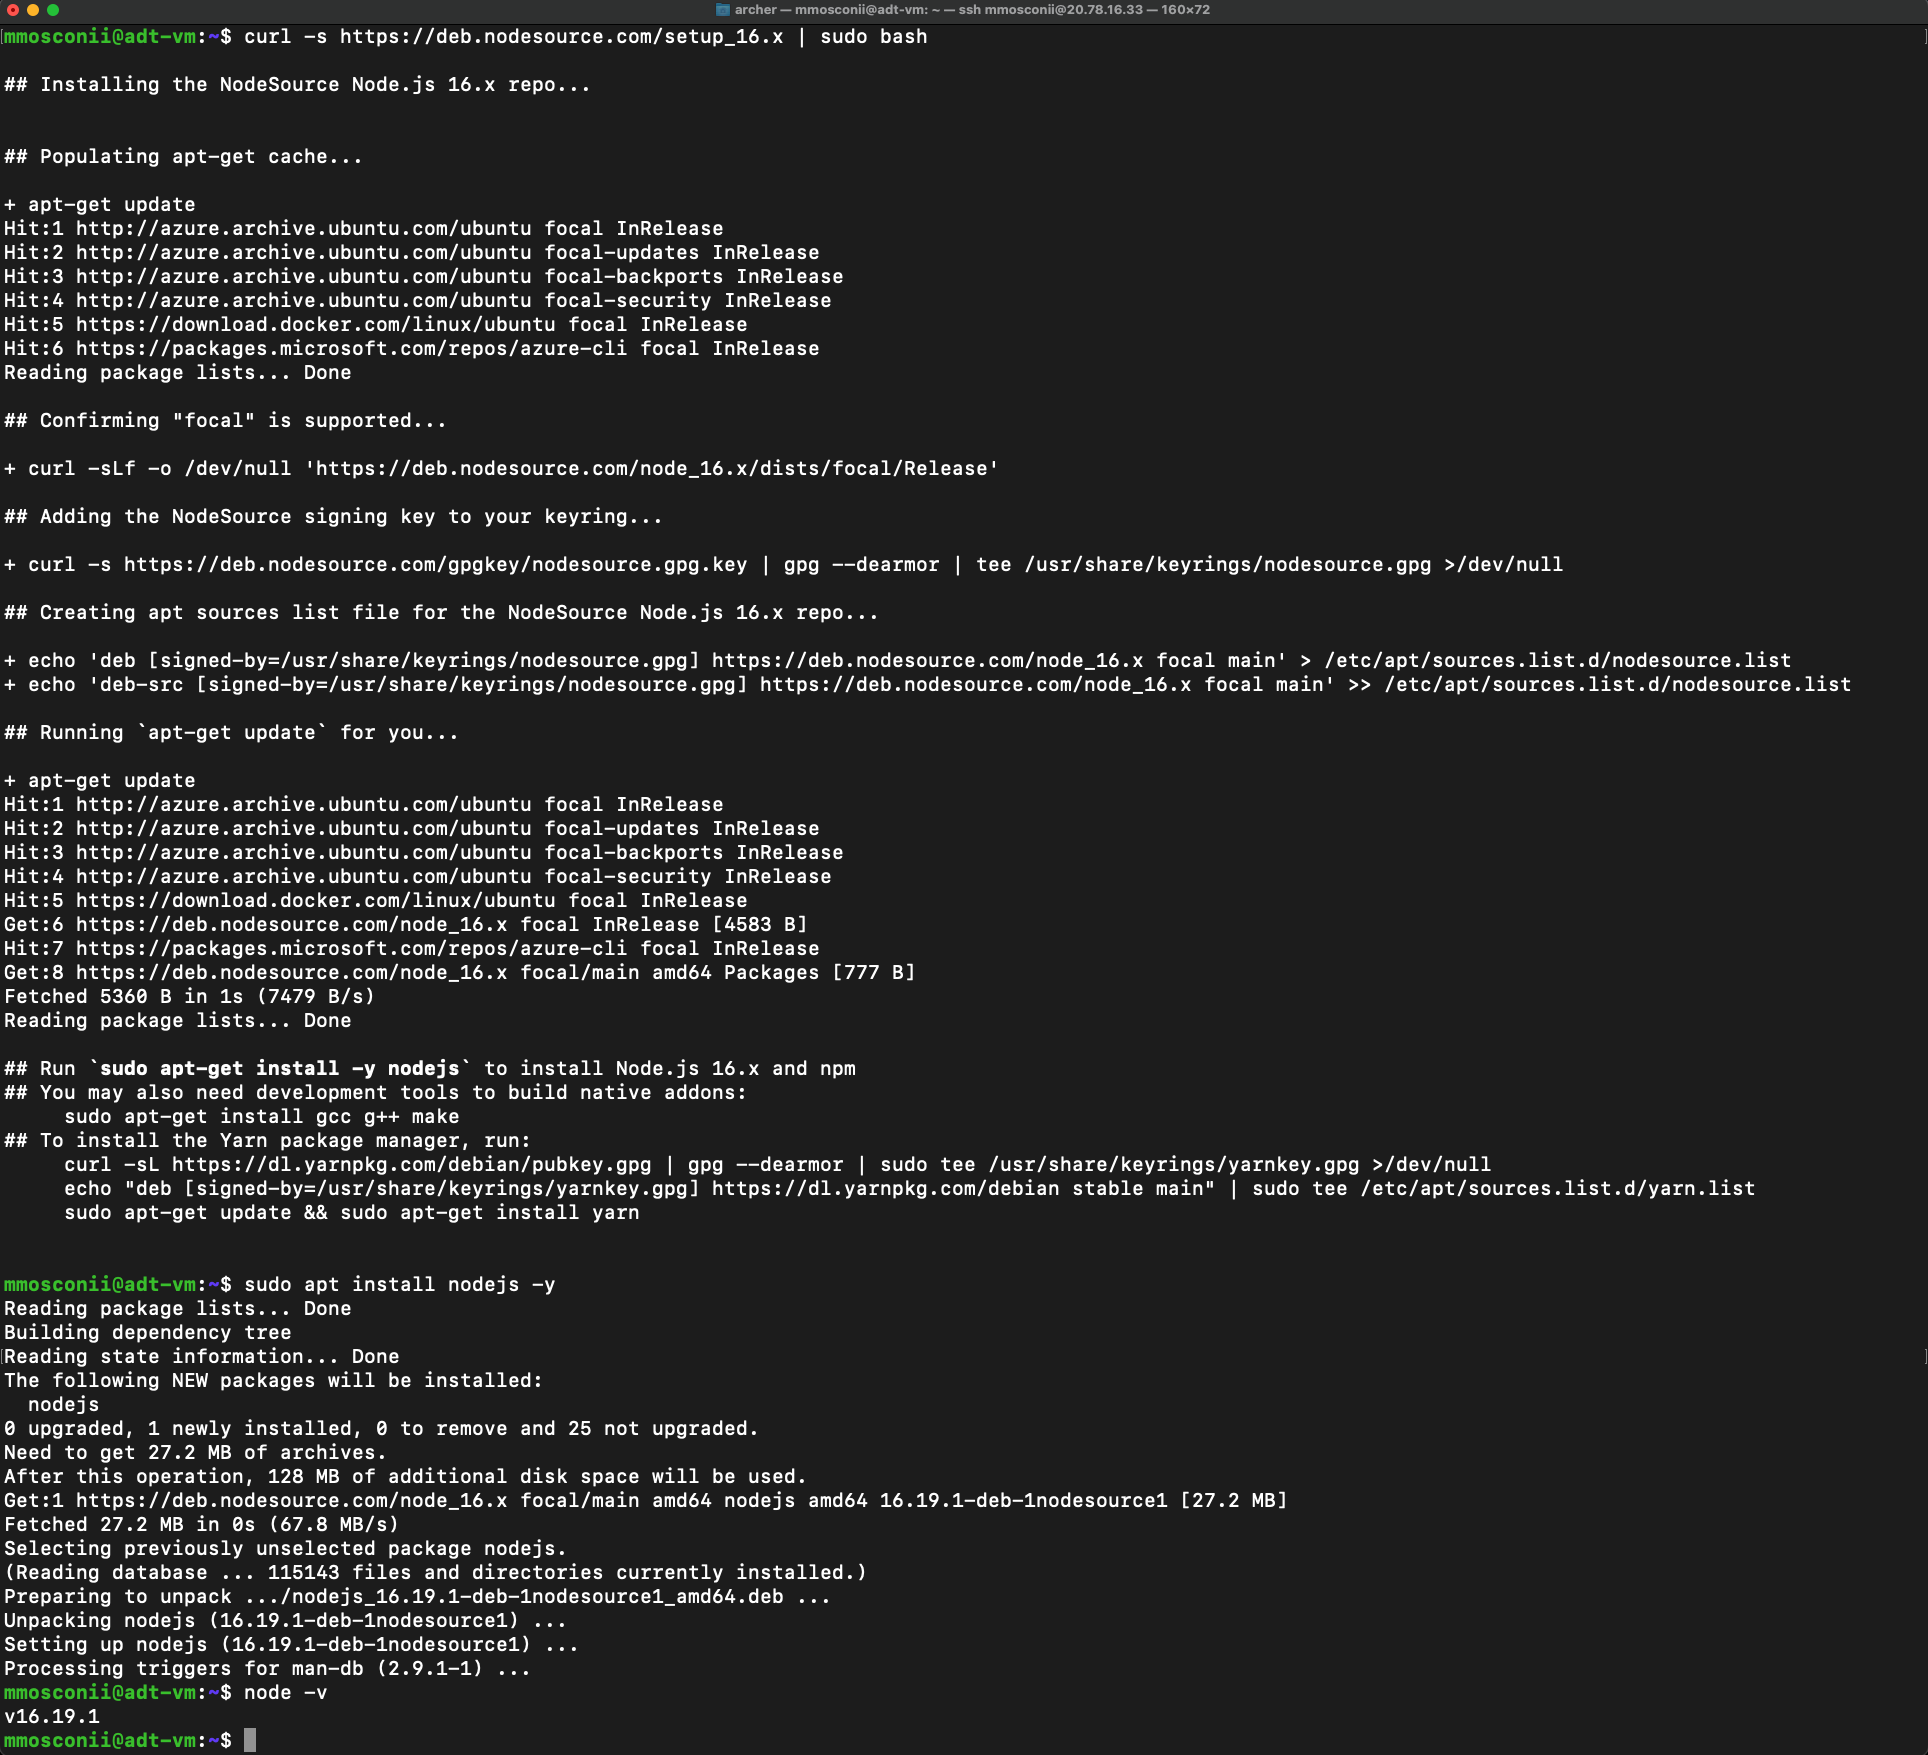 archer — mmosconii@adt-vm: ~ — ssh mmosconii@20.78.16.33 — 160×72
mmosconii@adt-vm:~$ curl -s https://deb.nodesource.com/setup_16.x | sudo bash
## Installing the NodeSource Node.js 16.x repo...
## Populating apt-get cache...
+ apt-get update
Hit:1 http://azure.archive.ubuntu.com/ubuntu focal InRelease
Hit:2 http://azure.archive.ubuntu.com/ubuntu focal-updates InRelease
Hit:3 http://azure.archive.ubuntu.com/ubuntu focal-backports InRelease
Hit:4 http://azure.archive.ubuntu.com/ubuntu focal-security InRelease
Hit:5 https://download.docker.com/linux/ubuntu focal InRelease
Hit:6 https://packages.microsoft.com/repos/azure-cli focal InRelease
Reading package lists... Done
## Confirming "focal" is supported...
+ curl -sLf -o /dev/null 'https://deb.nodesource.com/node_16.x/dists/focal/Release'
## Adding the NodeSource signing key to your keyring...
+ curl -s https://deb.nodesource.com/gpgkey/nodesource.gpg.key | gpg --dearmor | tee /usr/share/keyrings/nodesource.gpg >/dev/null
## Creating apt sources list file for the NodeSource Node.js 16.x repo...
+ echo 'deb [signed-by=/usr/share/keyrings/nodesource.gpg] https://deb.nodesource.com/node_16.x focal main' > /etc/apt/sources.list.d/nodesource.list
+ echo 'deb-src [signed-by=/usr/share/keyrings/nodesource.gpg] https://deb.nodesource.com/node_16.x focal main' >> /etc/apt/sources.list.d/nodesource.list
## Running `apt-get update` for you...
+ apt-get update
Hit:1 http://azure.archive.ubuntu.com/ubuntu focal InRelease
Hit:2 http://azure.archive.ubuntu.com/ubuntu focal-updates InRelease
Hit:3 http://azure.archive.ubuntu.com/ubuntu focal-backports InRelease
Hit:4 http://azure.archive.ubuntu.com/ubuntu focal-security InRelease
Hit:5 https://download.docker.com/linux/ubuntu focal InRelease
Get:6 https://deb.nodesource.com/node_16.x focal InRelease [4583 B]
Hit:7 https://packages.microsoft.com/repos/azure-cli focal InRelease
Get:8 https://deb.nodesource.com/node_16.x focal/main amd64 Packages [777 B]
Fetched 5360 B in 1s (7479 B/s)
Reading package lists... Done
## Run `sudo apt-get install -y nodejs` to install Node.js 16.x and npm
## You may also need development tools to build native addons:
sudo apt-get install gcc g++ make
## To install the Yarn package manager, run:
curl -sL https://dl.yarnpkg.com/debian/pubkey.gpg | gpg --dearmor | sudo tee /usr/share/keyrings/yarnkey.gpg >/dev/null
echo "deb [signed-by=/usr/share/keyrings/yarnkey.gpg] https://dl.yarnpkg.com/debian stable main" | sudo tee /etc/apt/sources.list.d/yarn.list
sudo apt-get update && sudo apt-get install yarn
mmosconii@adt-vm:~$ sudo apt install nodejs -y
Reading package lists... Done
Building dependency tree
Reading state information... Done
The following NEW packages will be installed:
nodejs
0 upgraded, 1 newly installed, 0 to remove and 25 not upgraded.
Need to get 27.2 MB of archives.
After this operation, 128 MB of additional disk space will be used.
Get:1 https://deb.nodesource.com/node_16.x focal/main amd64 nodejs amd64 16.19.1-deb-1nodesource1 [27.2 MB]
Fetched 27.2 MB in 0s (67.8 MB/s)
Selecting previously unselected package nodejs.
(Reading database ... 115143 files and directories currently installed.)
Preparing to unpack .../nodejs_16.19.1-deb-1nodesource1_amd64.deb ...
Unpacking nodejs (16.19.1-deb-1nodesource1) ...
Setting up nodejs (16.19.1-deb-1nodesource1) ...
Processing triggers for man-db (2.9.1-1) ...
mmosconii@adt-vm:~$ node -v
v16.19.1
mmosconii@adt-vm:~$